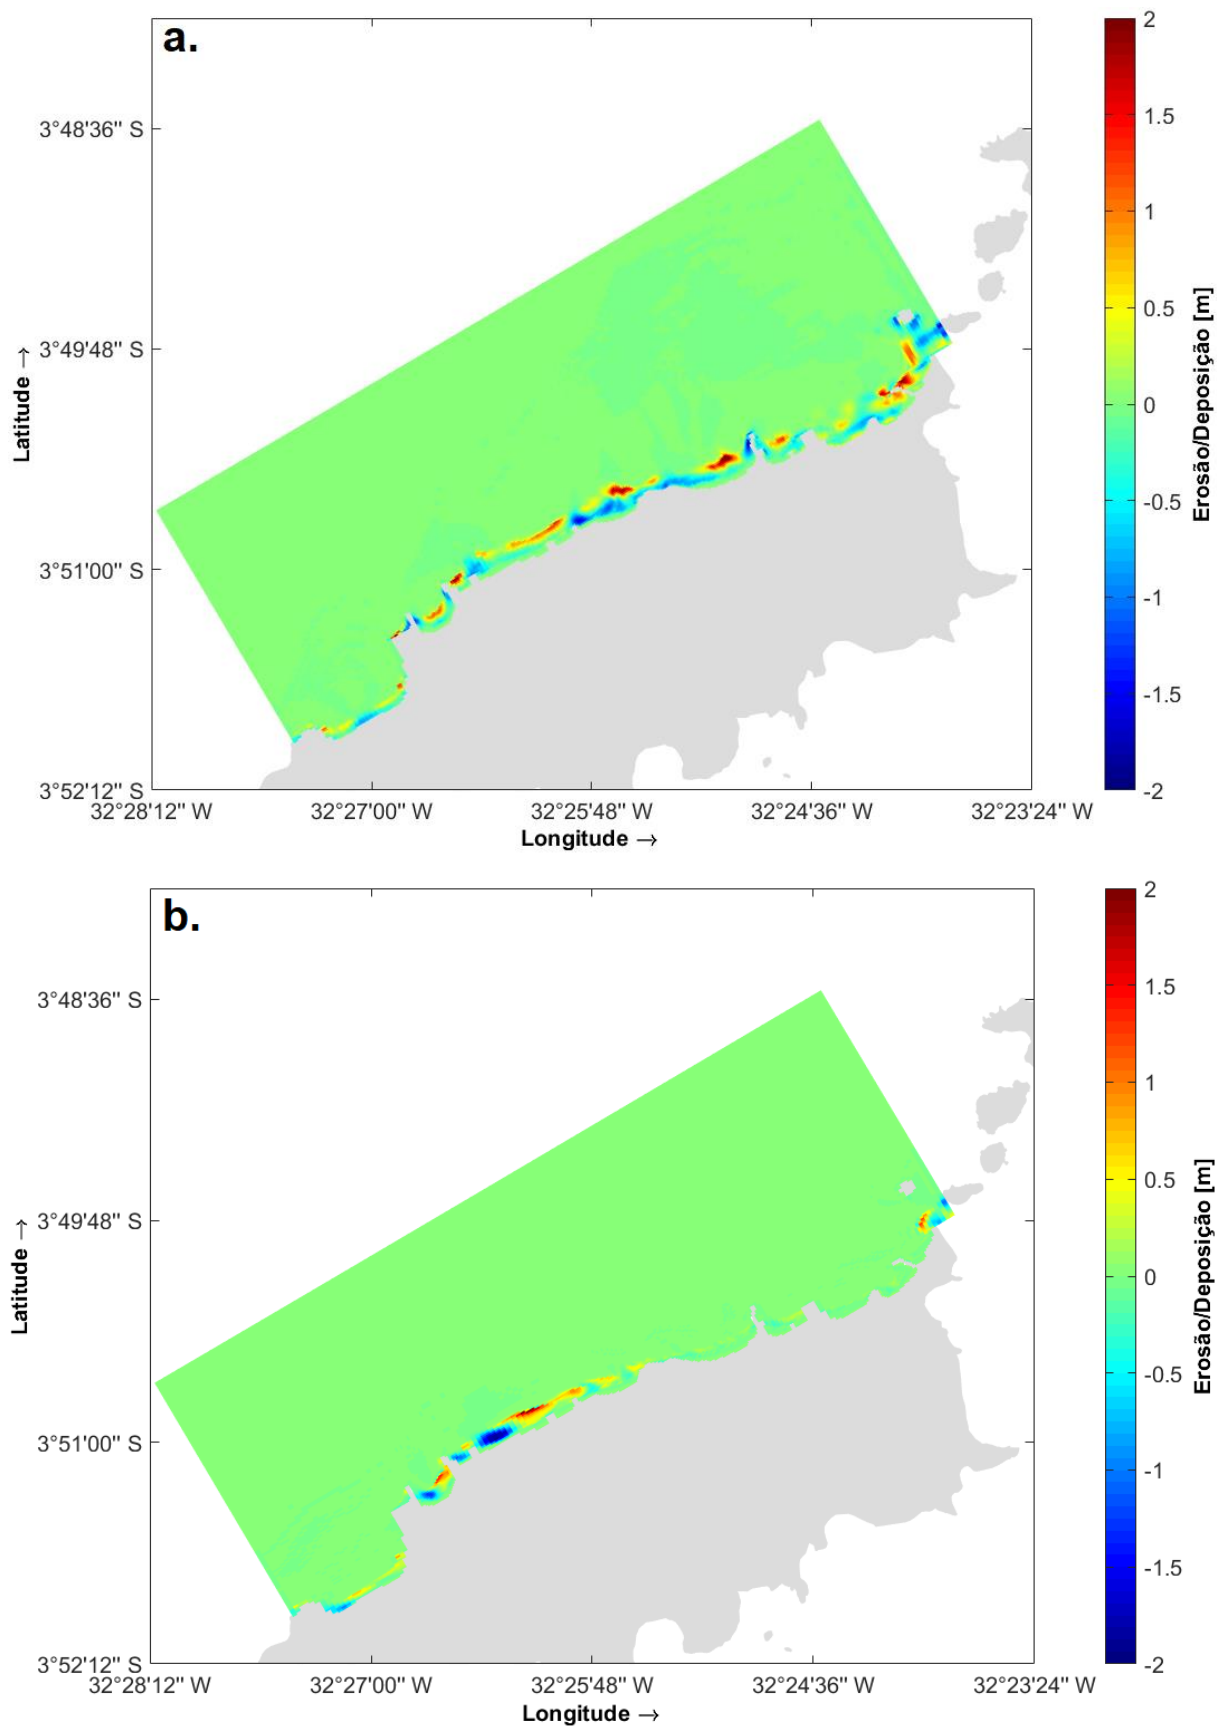 a.
3°48'36" S
3°49'48" S
3°51'00" S
3°52'12" S
Latitude →
32°28'12" W
32°27'00" W
32°25'48" W
32°24'36" W
32°23'24" W
Longitude →
2
1.5
1
0.5
0
-0.5
-1
-1.5
-2
Erosão/Deposição [m]
b.
3°48'36" S
3°49'48" S
3°51'00" S
3°52'12" S
Latitude →
32°28'12" W
32°27'00" W
32°25'48" W
32°24'36" W
32°23'24" W
Longitude →
2
1.5
1
0.5
0
-0.5
-1
-1.5
-2
Erosão/Deposição [m]